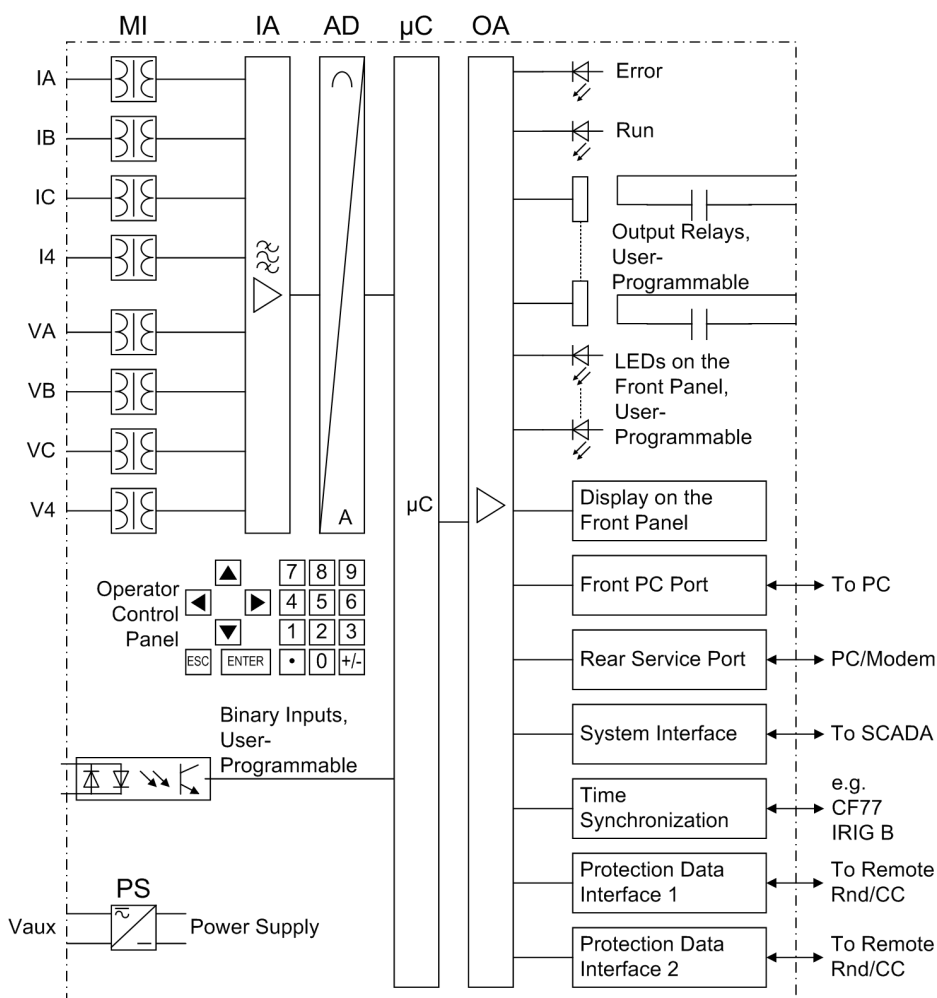 MI
IA
AD
µC
OA
IA
IB
IC
I4
VA
VB
VC
V4
A
µC
Error
Run
Output Relays,
User-
Programmable
LEDs on the
Front Panel,
User-
Programmable
Display on the
Front Panel
Front PC Port
To PC
Rear Service Port
PC/Modem
System Interface
To SCADA
Time
Synchronization
e.g.
CF77
IRIG B
Protection Data
Interface 1
To Remote
Rnd/CC
Protection Data
Interface 2
To Remote
Rnd/CC
Operator
Control
Panel
7 8 9
4 5 6
1 2 3
ESC ENTER • 0 +/-
Binary Inputs,
User-
Programmable
PS
Vaux
Power Supply